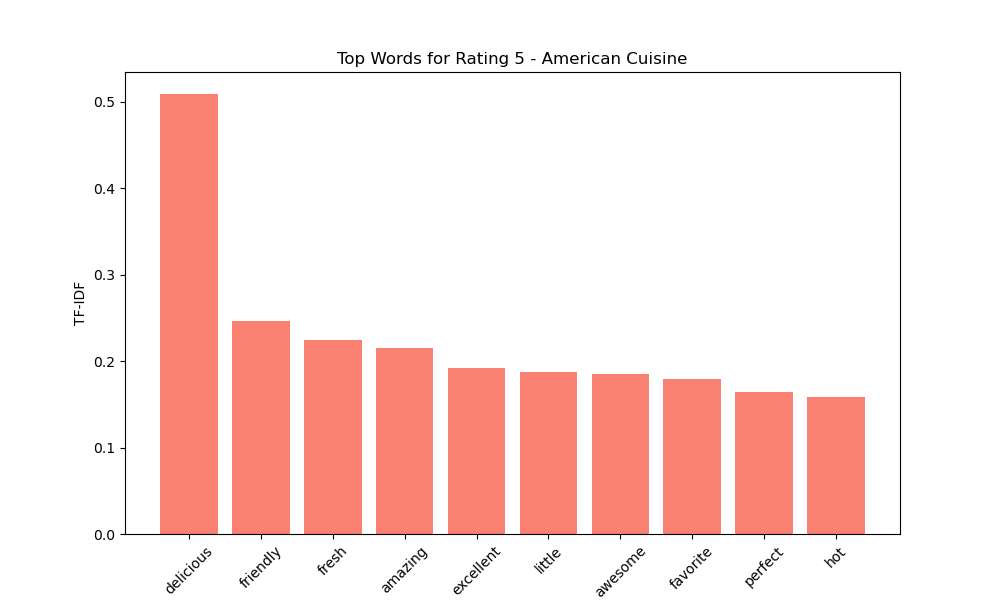 Top Words for Rating 5 - American Cuisine
TF-IDF
0.5
0.4
0.3
0.2
0.1
0.0
delicious
friendly
fresh
amazing
excellent
little
awesome
favorite
perfect
hot